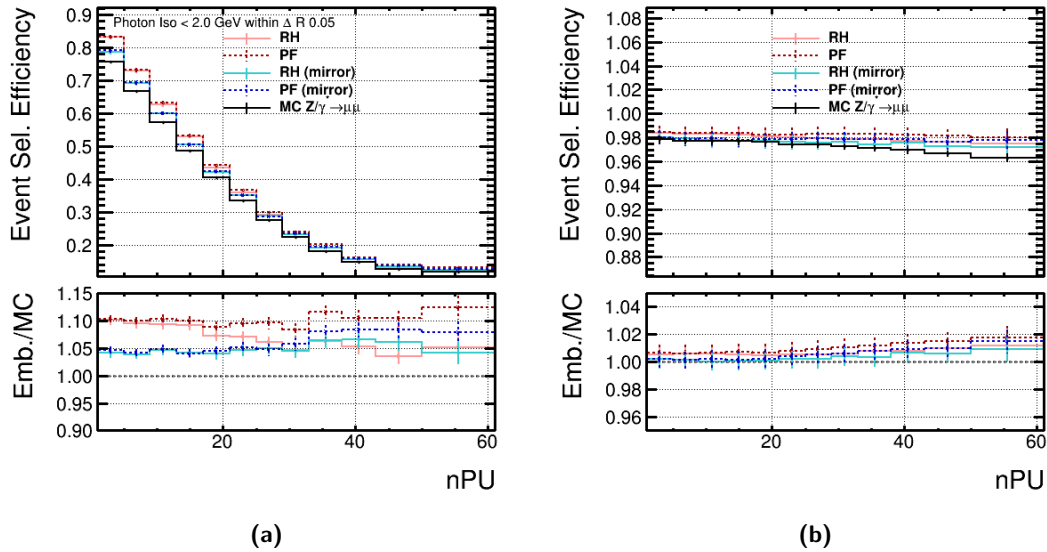 Photon Iso < 2.0 GeV within Δ R 0.05
Event Sel. Efficiency
0.9
0.8
0.7
0.6
0.5
0.4
0.3
0.2
RH
PF
RH (mirror)
PF (mirror)
MC Z/γ* →μμ
Emb./MC
1.15
1.10
1.05
1.00
0.95
0.90
20 40 60
nPU
(a)
Event Sel. Efficiency
1.08
1.06
1.04
1.02
1.00
0.98
0.96
0.94
0.92
0.90
0.88
RH
PF
RH (mirror)
PF (mirror)
MC Z/γ* →μμ
Emb./MC
1.04
1.02
1.00
0.98
0.96
20 40 60
nPU
(b)